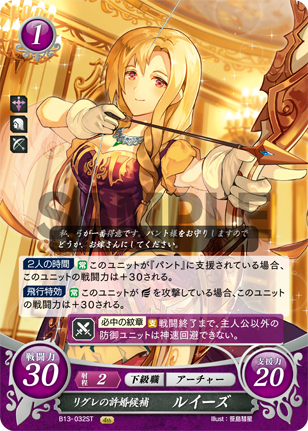 1
SAMPLE
私、弓が一番得意です。パント様をお守りしますので
どうか、お嫁さんにしてください。
2人の時間 常 このユニットが『パント』に支援されている場合、
このユニットの戦闘力は+30される。
飛行特効 常 このユニットが を攻撃している場合、このユ
ニットの戦闘力は+30される。
必中の紋章 支 戦闘終了まで、主人公以外の
防御ユニットは神速回避できない。
戦闘力
30
射程 2 下級職 アーチャー
支援力
20
リグレの許婚候補 ルイーズ
B13-032ST
Illust:笹島彗星